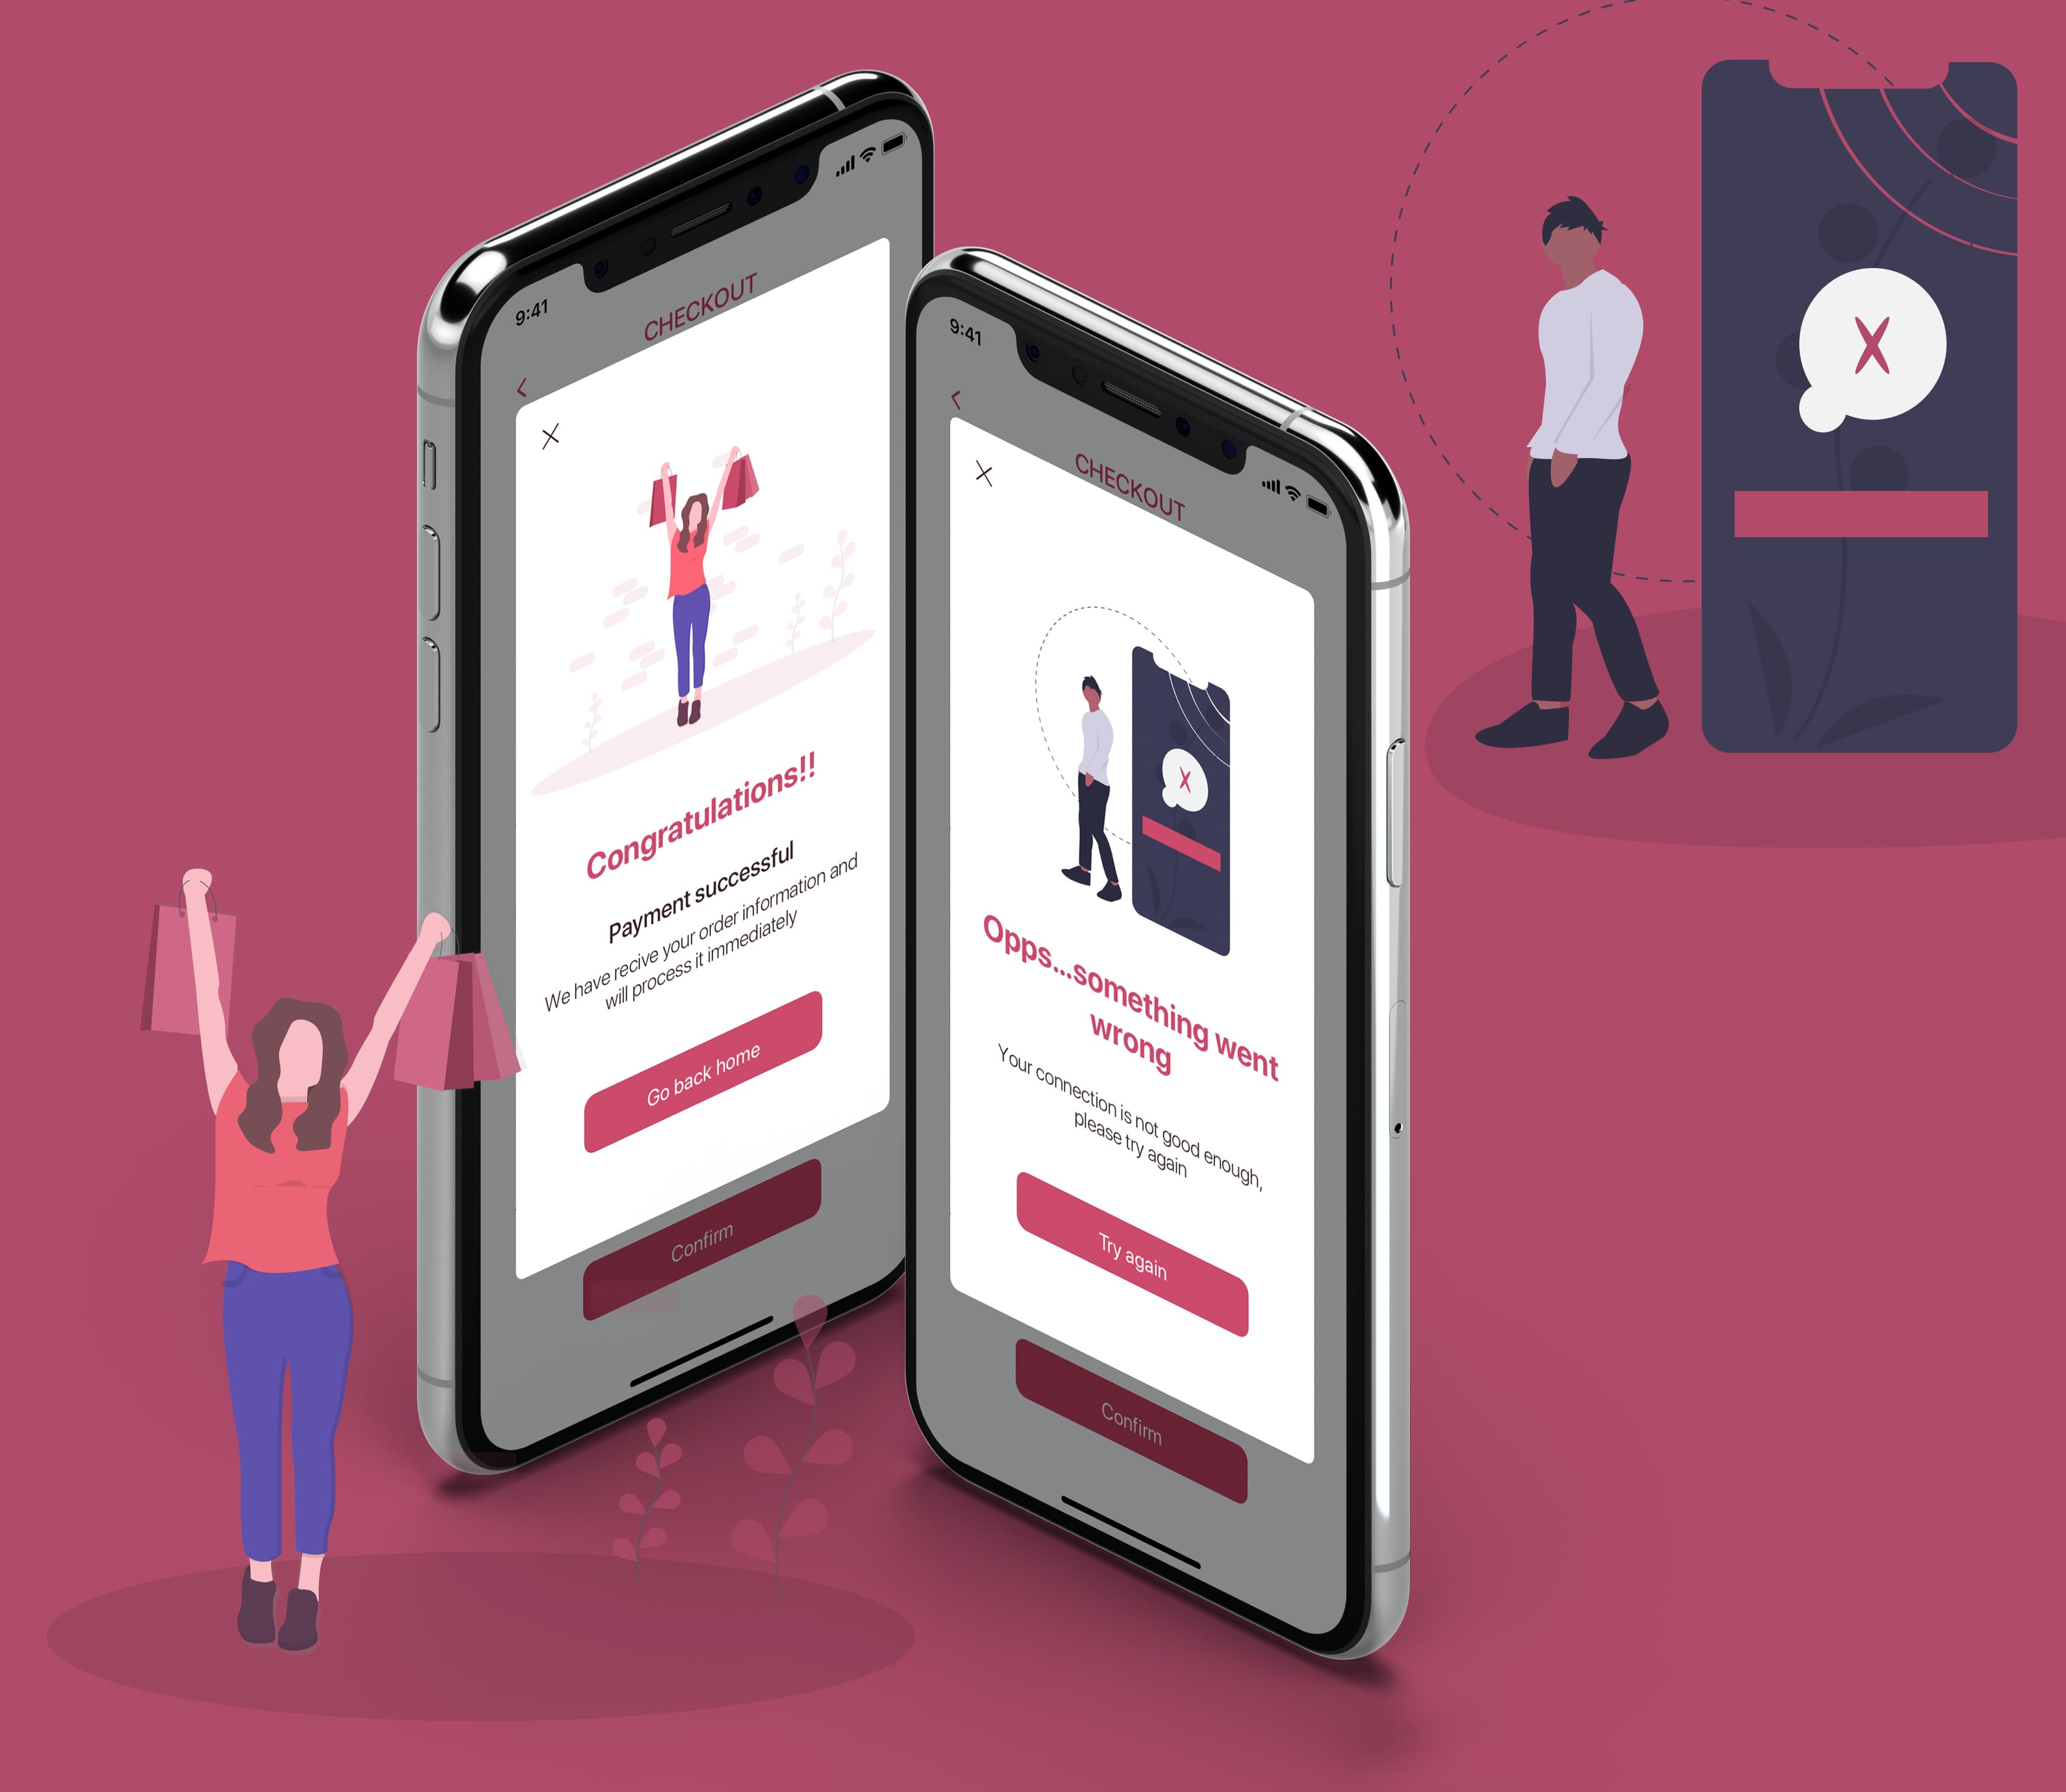 9:41
CHECKOUT
Congratulations!!
Payment successful
We have recive your order information and
will process it immediately
Go back home
Confirm
9:41
CHECKOUT
Opps...something went
wrong
Your connection is not good enough,
please try again
Try again
Confirm